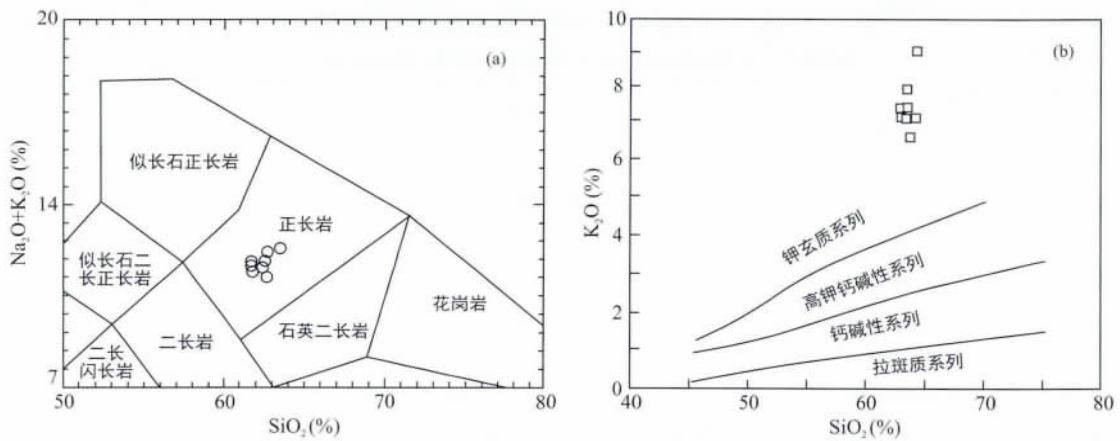 20
14
7
Na₂O+K₂O (%)
(a)
似长石正长岩
正长岩
似长石二
长正长岩
花岗岩
石英二长岩
二长岩
二长
闪长岩
50
60
70
80
SiO₂(%)
10
8
6
4
2
0
K₂O (%)
(b)
钾玄质系列
高钾钙碱性系列
钙碱性系列
拉斑质系列
40
50
60
70
80
SiO₂(%)